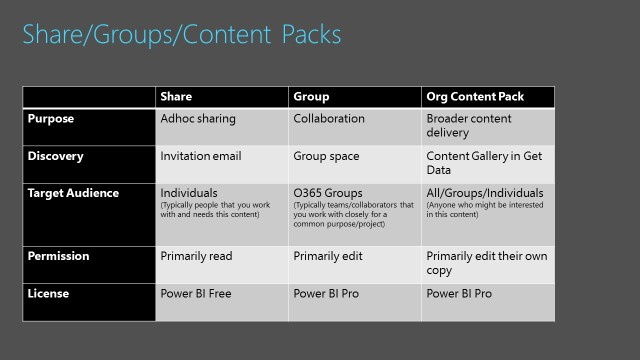 Share/Groups/Content Packs
Share Group Org Content Pack
Purpose Adhoc sharing Collaboration Broader content
delivery
Discovery Invitation email Group space Content Gallery in Get
Data
Target Audience Individuals O365 Groups All/Groups/Individuals
(Typically people that you work (Typically teams/collaborators that (Anyone who might be interested
with and needs this content) you work with closely for a in this content)
common purpose/project)
Permission Primarily read Primarily edit Primarily edit their own
copy
License Power BI Free Power BI Pro Power BI Pro